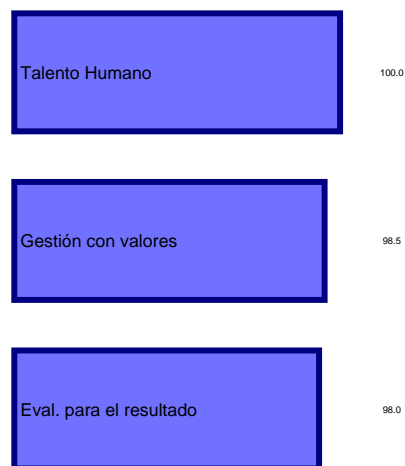 Talento Humano 100.0
Gestión con valores 98.5
Eval. para el resultado 98.0